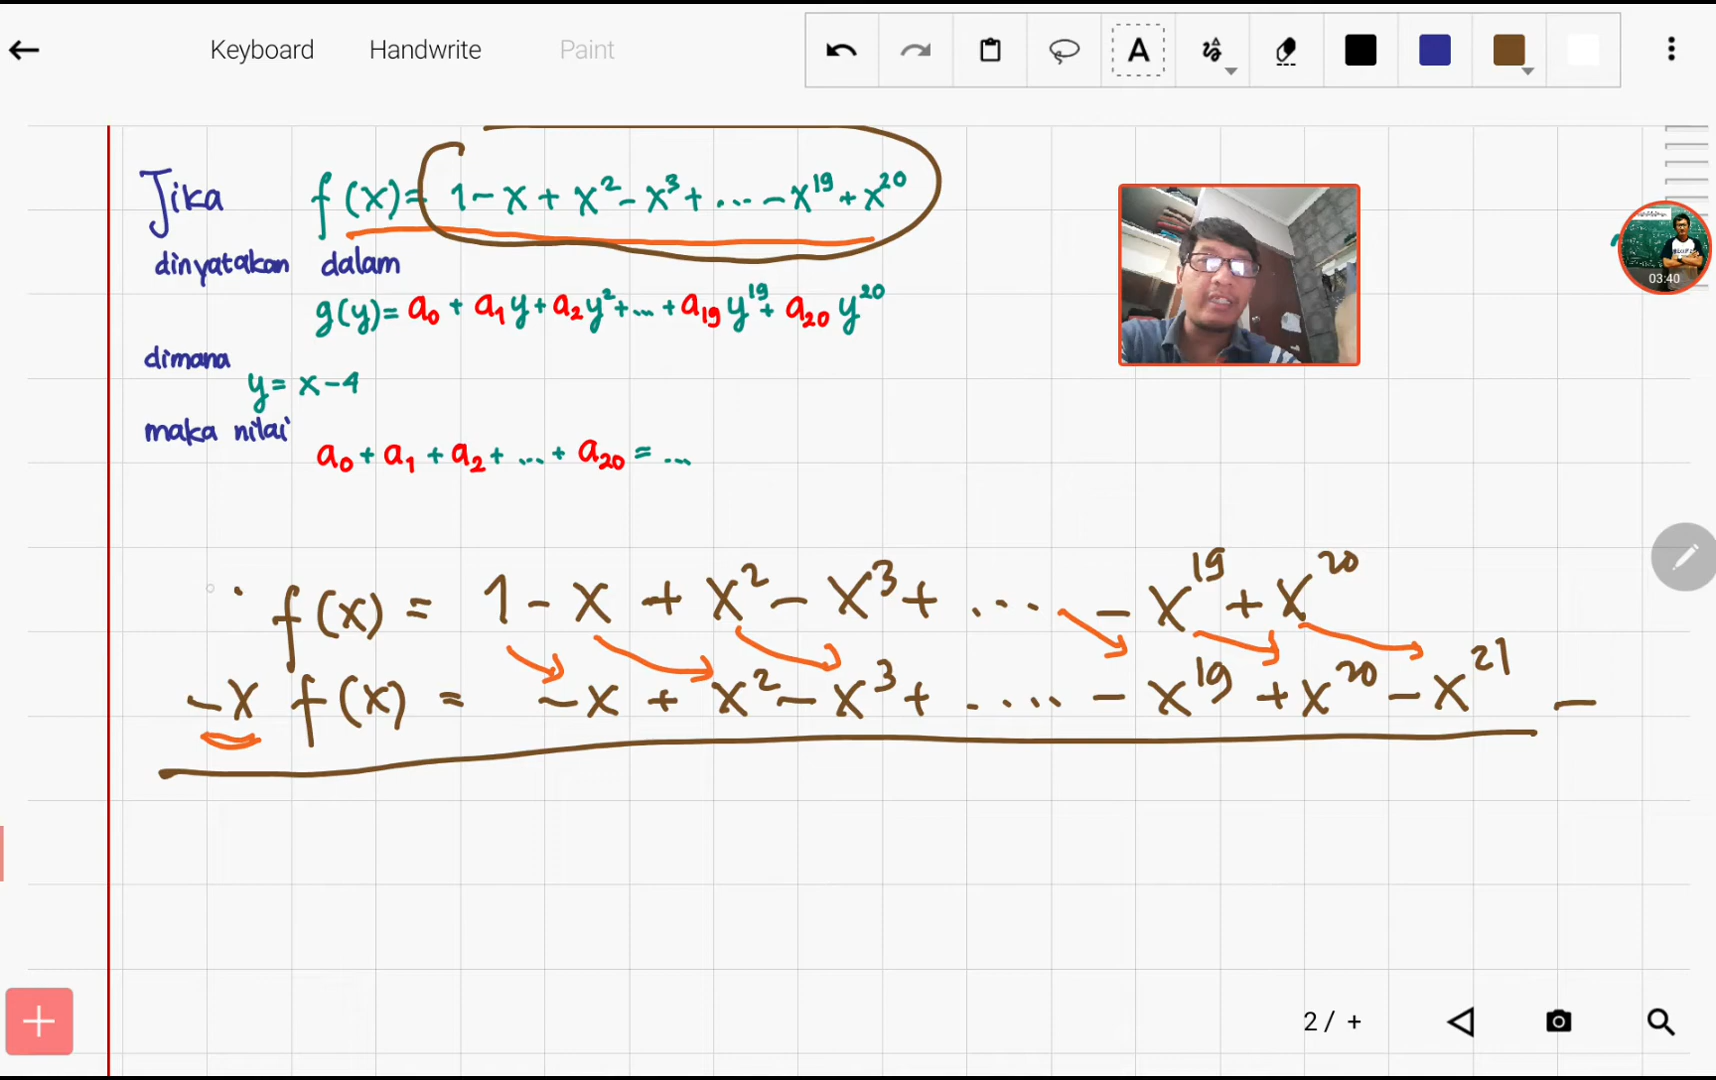 Keyboard Handwrite Paint A
Jika f(x) = 1 - x + x² - x³ + ... - x¹⁹ + x²⁰
dinyatakan dalam
g(y) = a₀ + a₁y + a₂y² + ... + a₁₉y¹⁹ + a₂₀y²⁰
dimana
y = x - 4
maka nilai
a₀ + a₁ + a₂ + ... + a₂₀ = ...
f(x) = 1 - x + x² - x³ + ... - x¹⁹ + x²⁰
-x f(x) = -x + x² - x³ + .... - x¹⁹ + x²⁰ - x²¹ -
03:40
2 / +